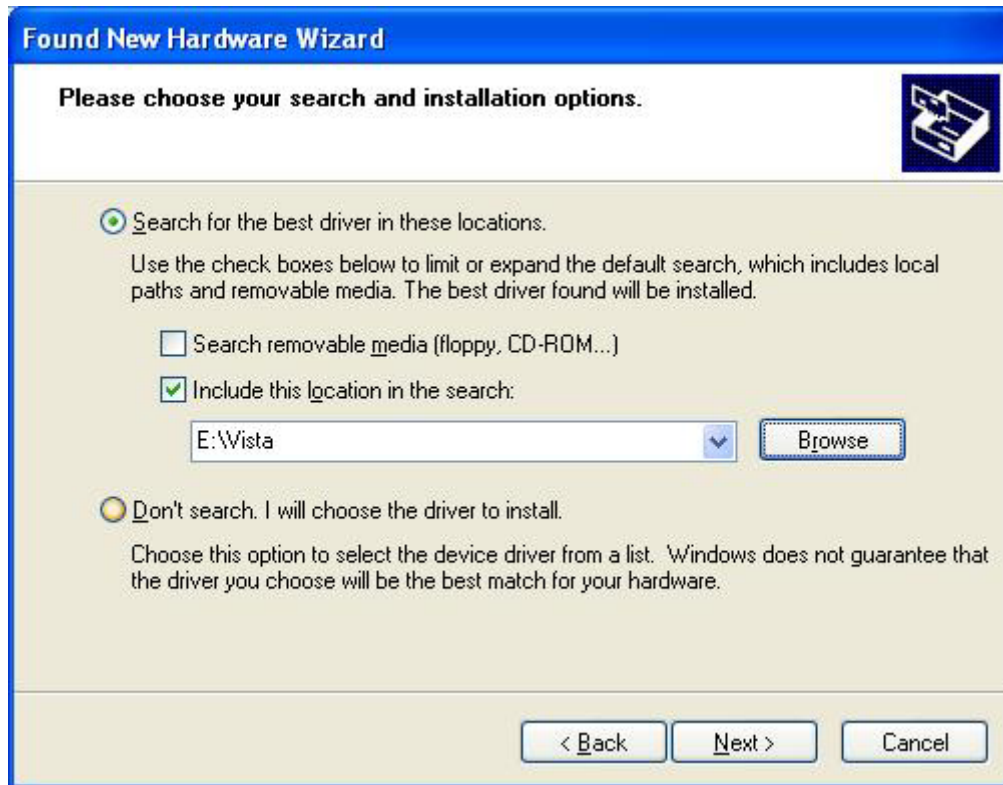 Found New Hardware Wizard
Please choose your search and installation options.
Search for the best driver in these locations.
Use the check boxes below to limit or expand the default search, which includes local
paths and removable media. The best driver found will be installed.
Search removable media (floppy, CD-ROM...)
Include this location in the search:
E:\Vista
Browse
Don't search. I will choose the driver to install.
Choose this option to select the device driver from a list. Windows does not guarantee that
the driver you choose will be the best match for your hardware.
< Back
Next >
Cancel